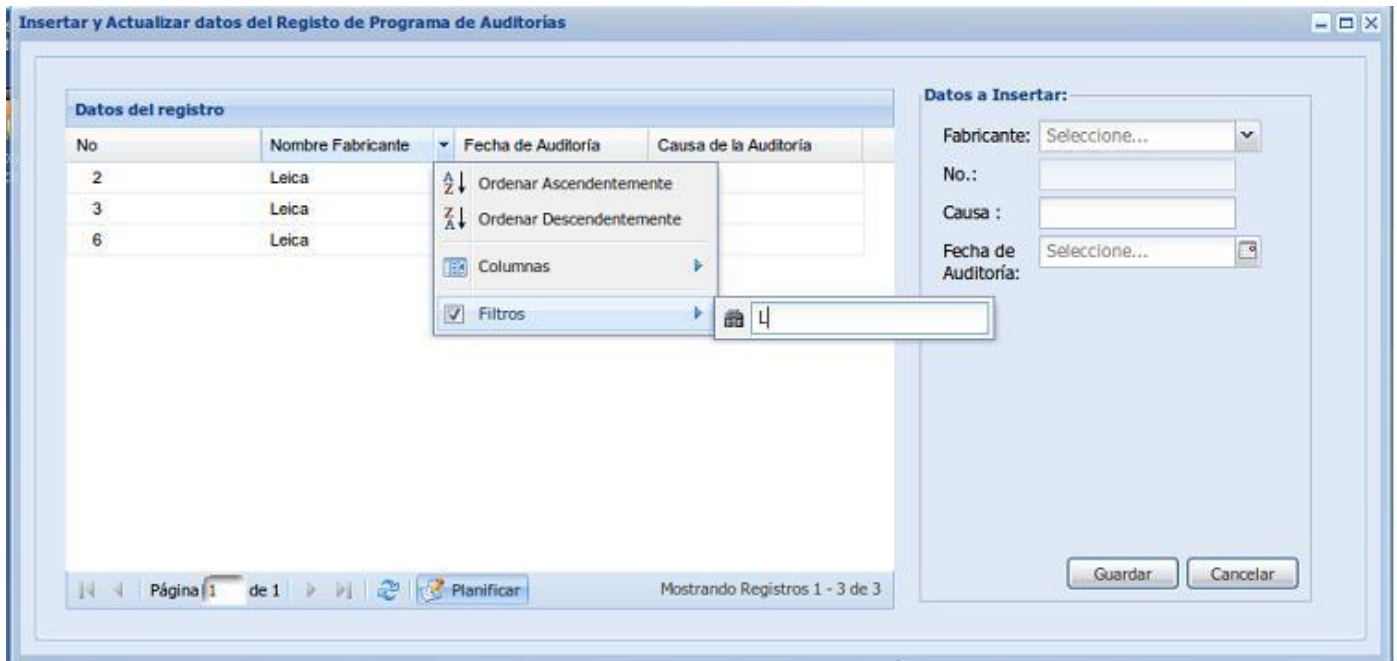 Insertar y Actualizar datos del Registo de Programa de Auditorías
Datos del registro
No Nombre Fabricante Fecha de Auditoría Causa de la Auditoría
2 Leica
3 Leica
6 Leica
Ordenar Ascendentemente
Ordenar Descendentemente
Columnas
Filtros
L
Página 1 de 1 Planificar Mostrando Registros 1 - 3 de 3
Datos a Insertar:
Fabricante: Seleccione...
No.:
Causa :
Fecha de Auditoría: Seleccione...
Guardar Cancelar